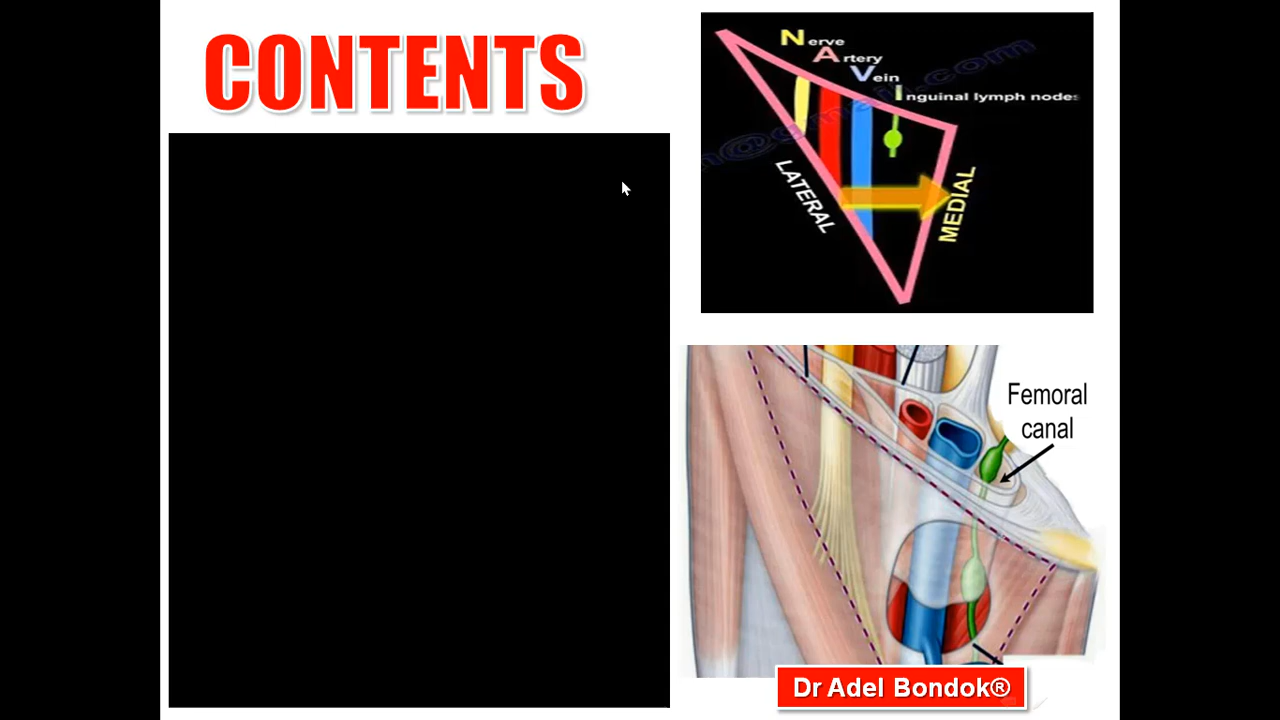 CONTENTS
Nerve
Artery
Vein
Inguinal lymph nodes
LATERAL
MEDIAL
Femoral
canal
Dr Adel Bondok®